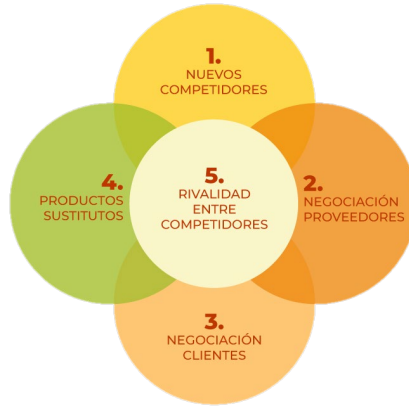 1.
NUEVOS
COMPETIDORES
4.
PRODUCTOS
SUSTITUTOS
5.
RIVALIDAD
ENTRE
COMPETIDORES
2.
NEGOCIACIÓN
PROVEEDORES
3.
NEGOCIACIÓN
CLIENTES